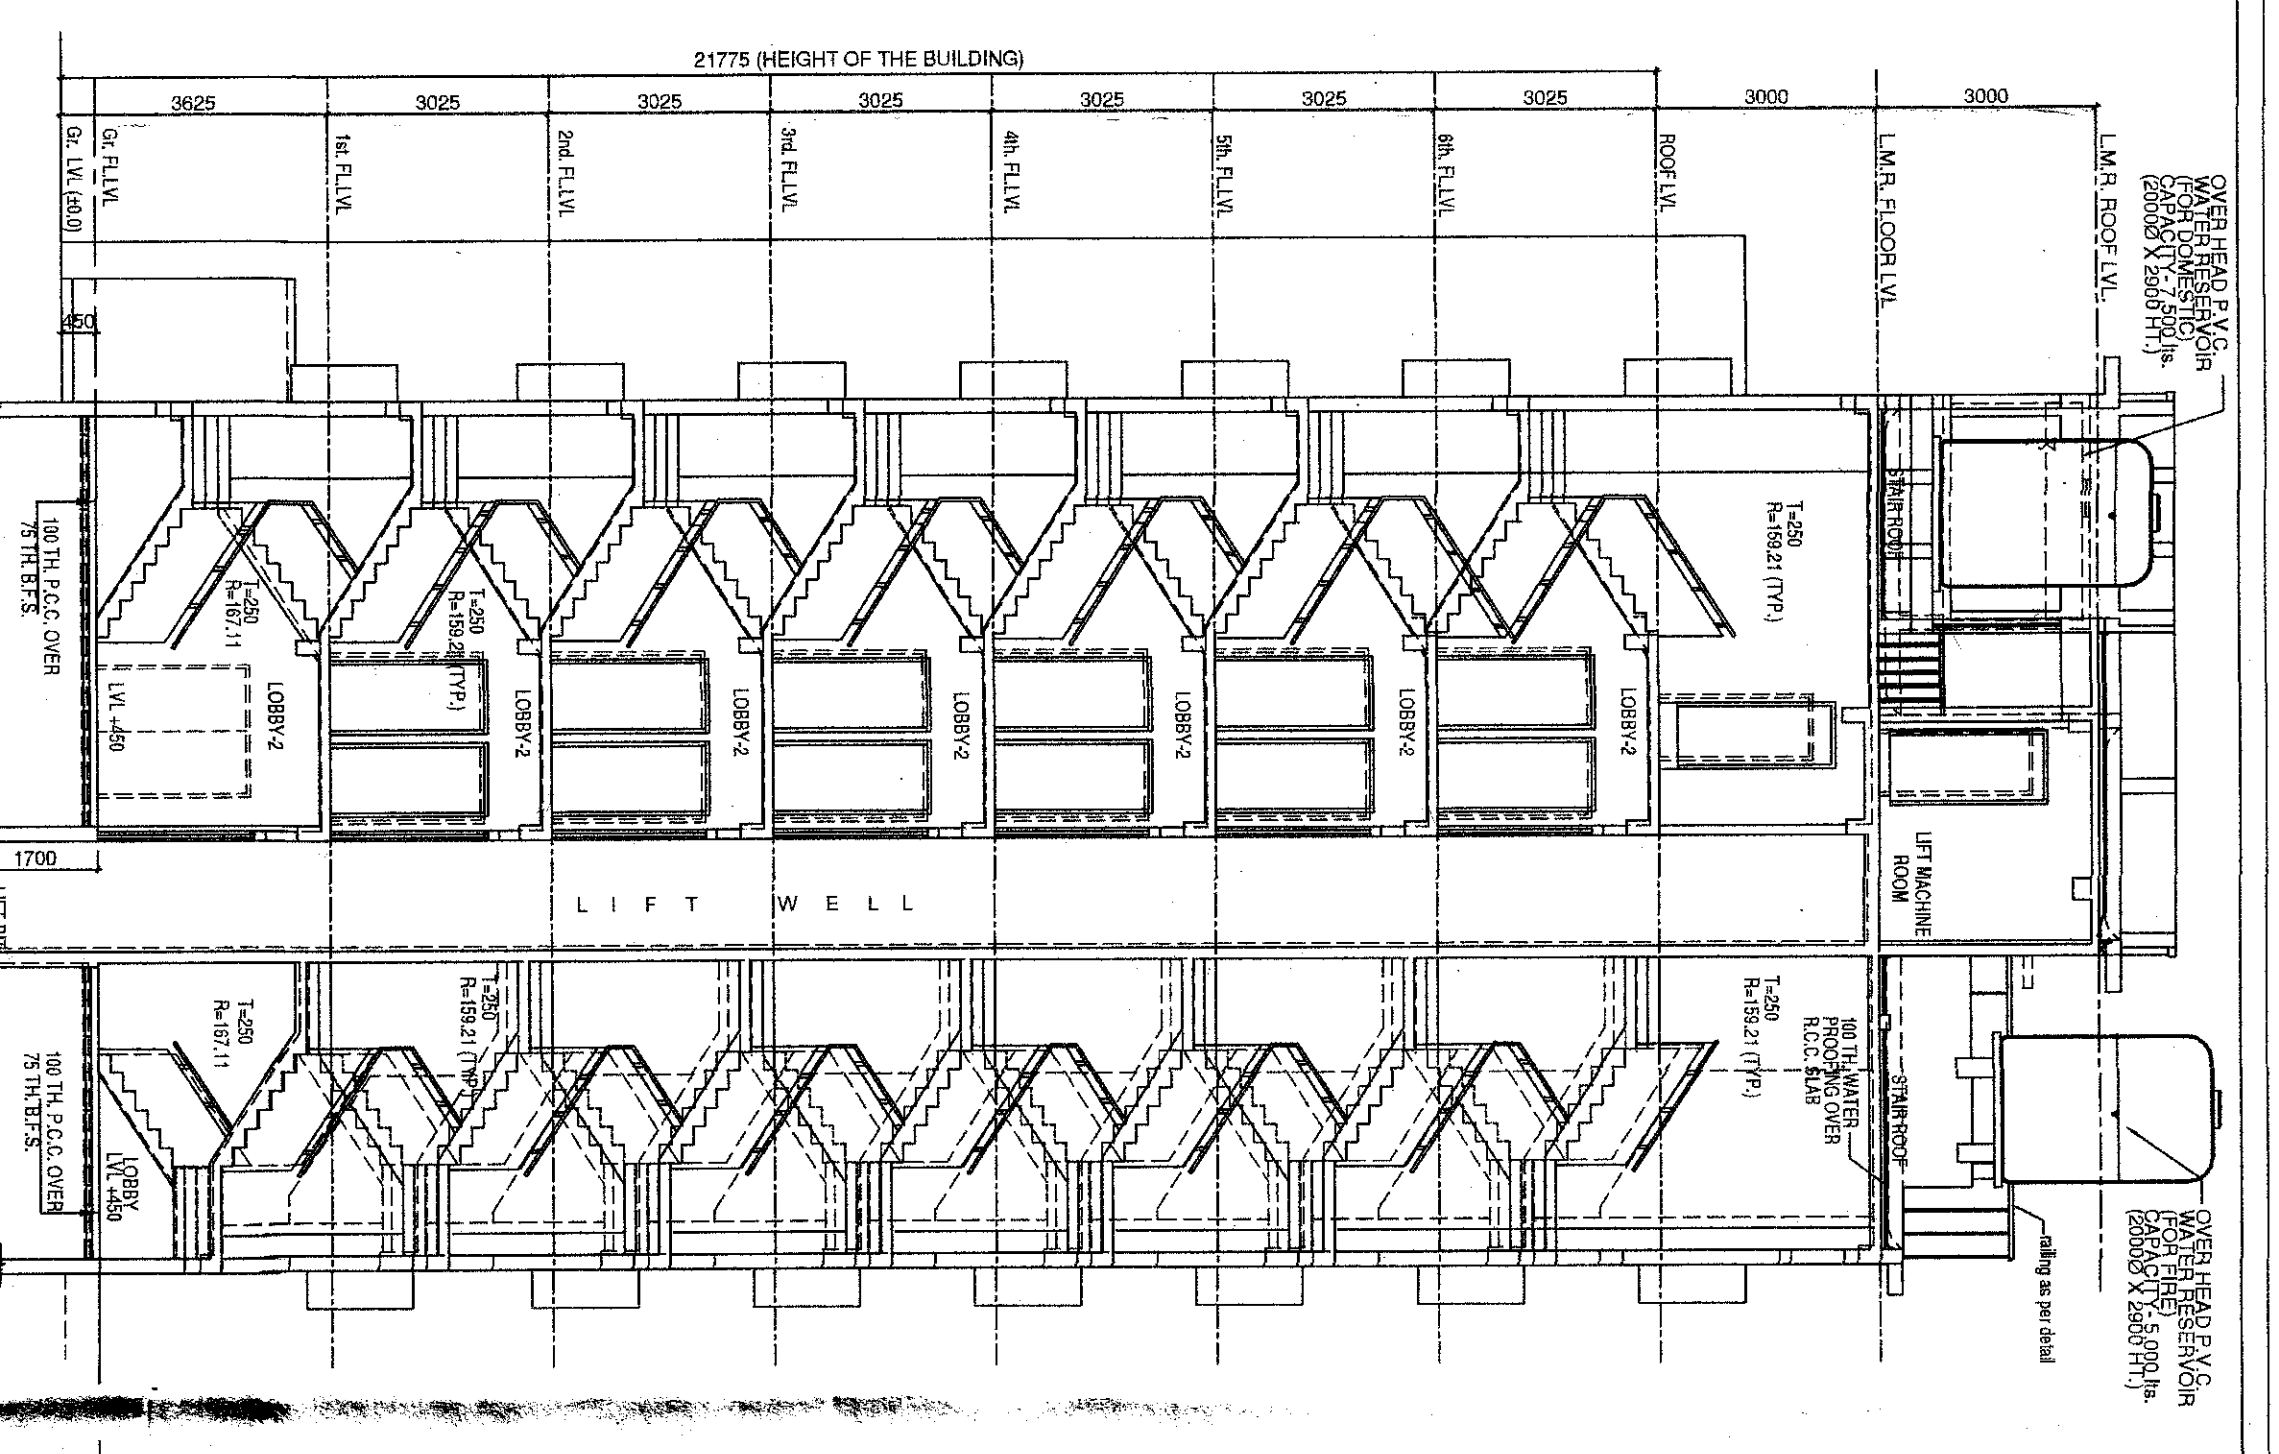 21775 (HEIGHT OF THE BUILDING)
3625
3025
3025
3025
3025
3025
3025
3000
3000
Gr. LVL (±0.0)
Gr. FL.LVL
1st. FL.LVL
2nd. FL.LVL
3rd. FL.LVL
4th. FL.LVL
5th. FL.LVL
6th. FL.LVL
ROOF LVL
L.M.R. FLOOR LVL
L.M.R. ROOF LVL.
OVER HEAD P.V.C.
WATER RESERVOIR
(FOR DOMESTIC)
CAPACITY- 7,500 lts.
(2000Ø X 2900 HT.)
450
100 TH. P.C.C. OVER
75 TH. B.F.S.
T=250
R=167.11
T=250
R=159.21 (TYP.)
T=250
R=159.21 (TYP.)
STAIR ROOF
LVL +450
LOBBY-2
LOBBY-2
LOBBY-2
LOBBY-2
LOBBY-2
LOBBY-2
LOBBY-2
LIFT MACHINE
ROOM
1700
LIFT WELL
T=250
R=167.11
T=250
R=159.21 (TYP.)
T=250
R=159.21 (TYP.)
100 TH. WATER
PROOFING OVER
R.C.C. SLAB
STAIR ROOF
100 TH. P.C.C. OVER
75 TH. B.F.S.
LOBBY
LVL +450
railing as per detail
OVER HEAD P.V.C.
WATER RESERVOIR
(FOR FIRE)
CAPACITY- 5,000 lts.
(2000Ø X 2900 HT.)